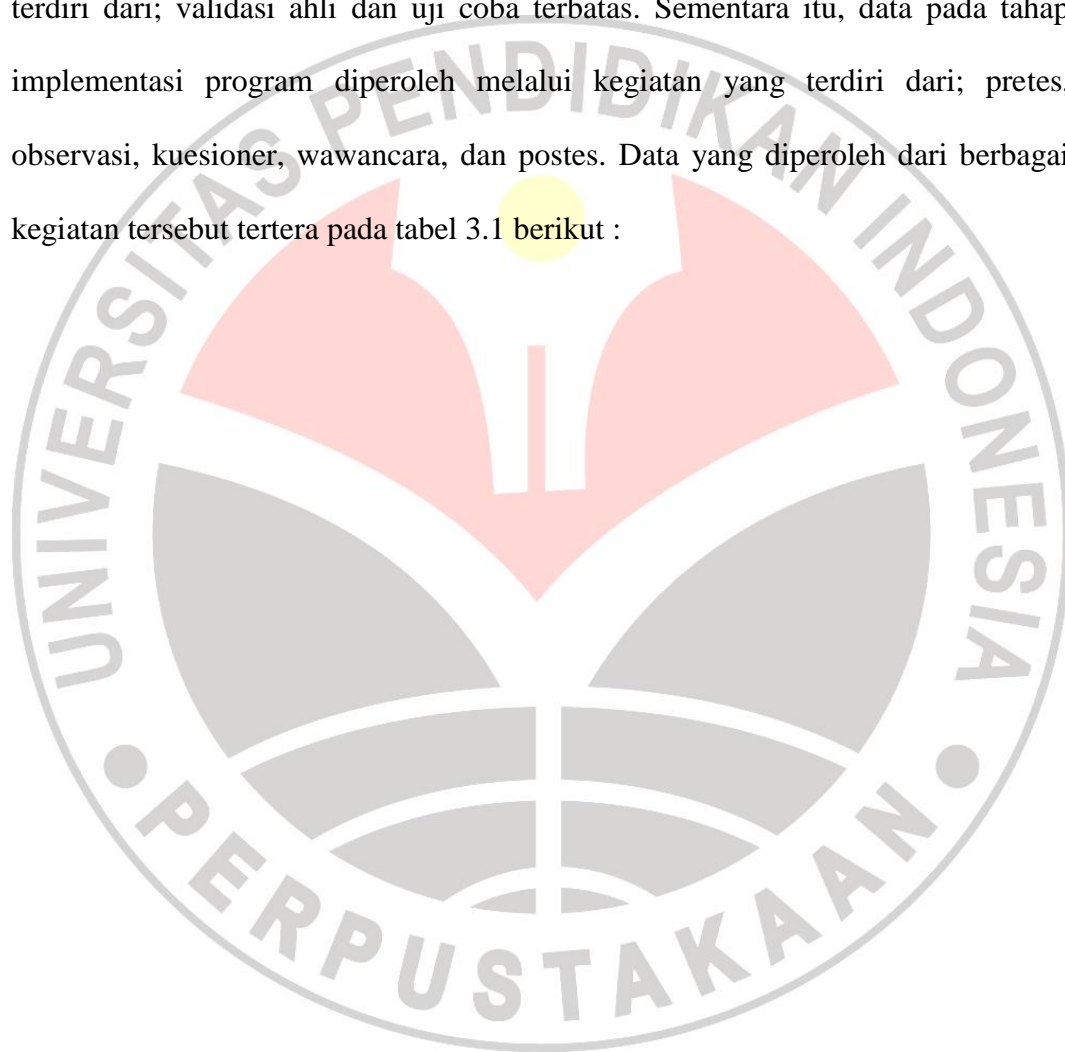 terdiri dari; validasi ahli dan uji coba terbatas. Sementara itu, data pada tahap
implementasi program diperoleh melalui kegiatan yang terdiri dari; pretes,
observasi, kuesioner, wawancara, dan postes. Data yang diperoleh dari berbagai
kegiatan tersebut tertera pada tabel 3.1 berikut :
UNIVERSITAS PENDIDIKAN INDONESIA
PERPUSTAKAAN